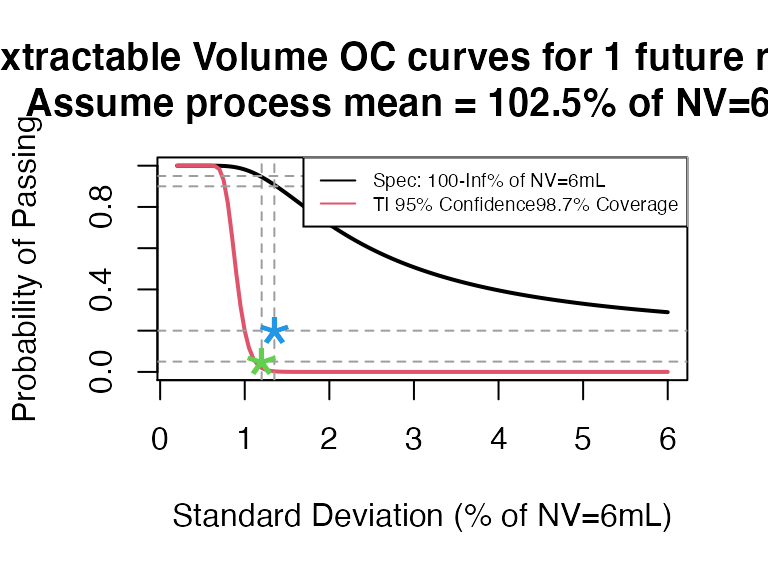 xtractable Volume OC curves for 1 future r
Assume process mean = 102.5% of NV=6
Probability of Passing
0.8
0.4
0.0
Spec: 100-Inf% of NV=6mL
TI 95% Confidence98.7% Coverage
0 1 2 3 4 5 6
Standard Deviation (% of NV=6mL)